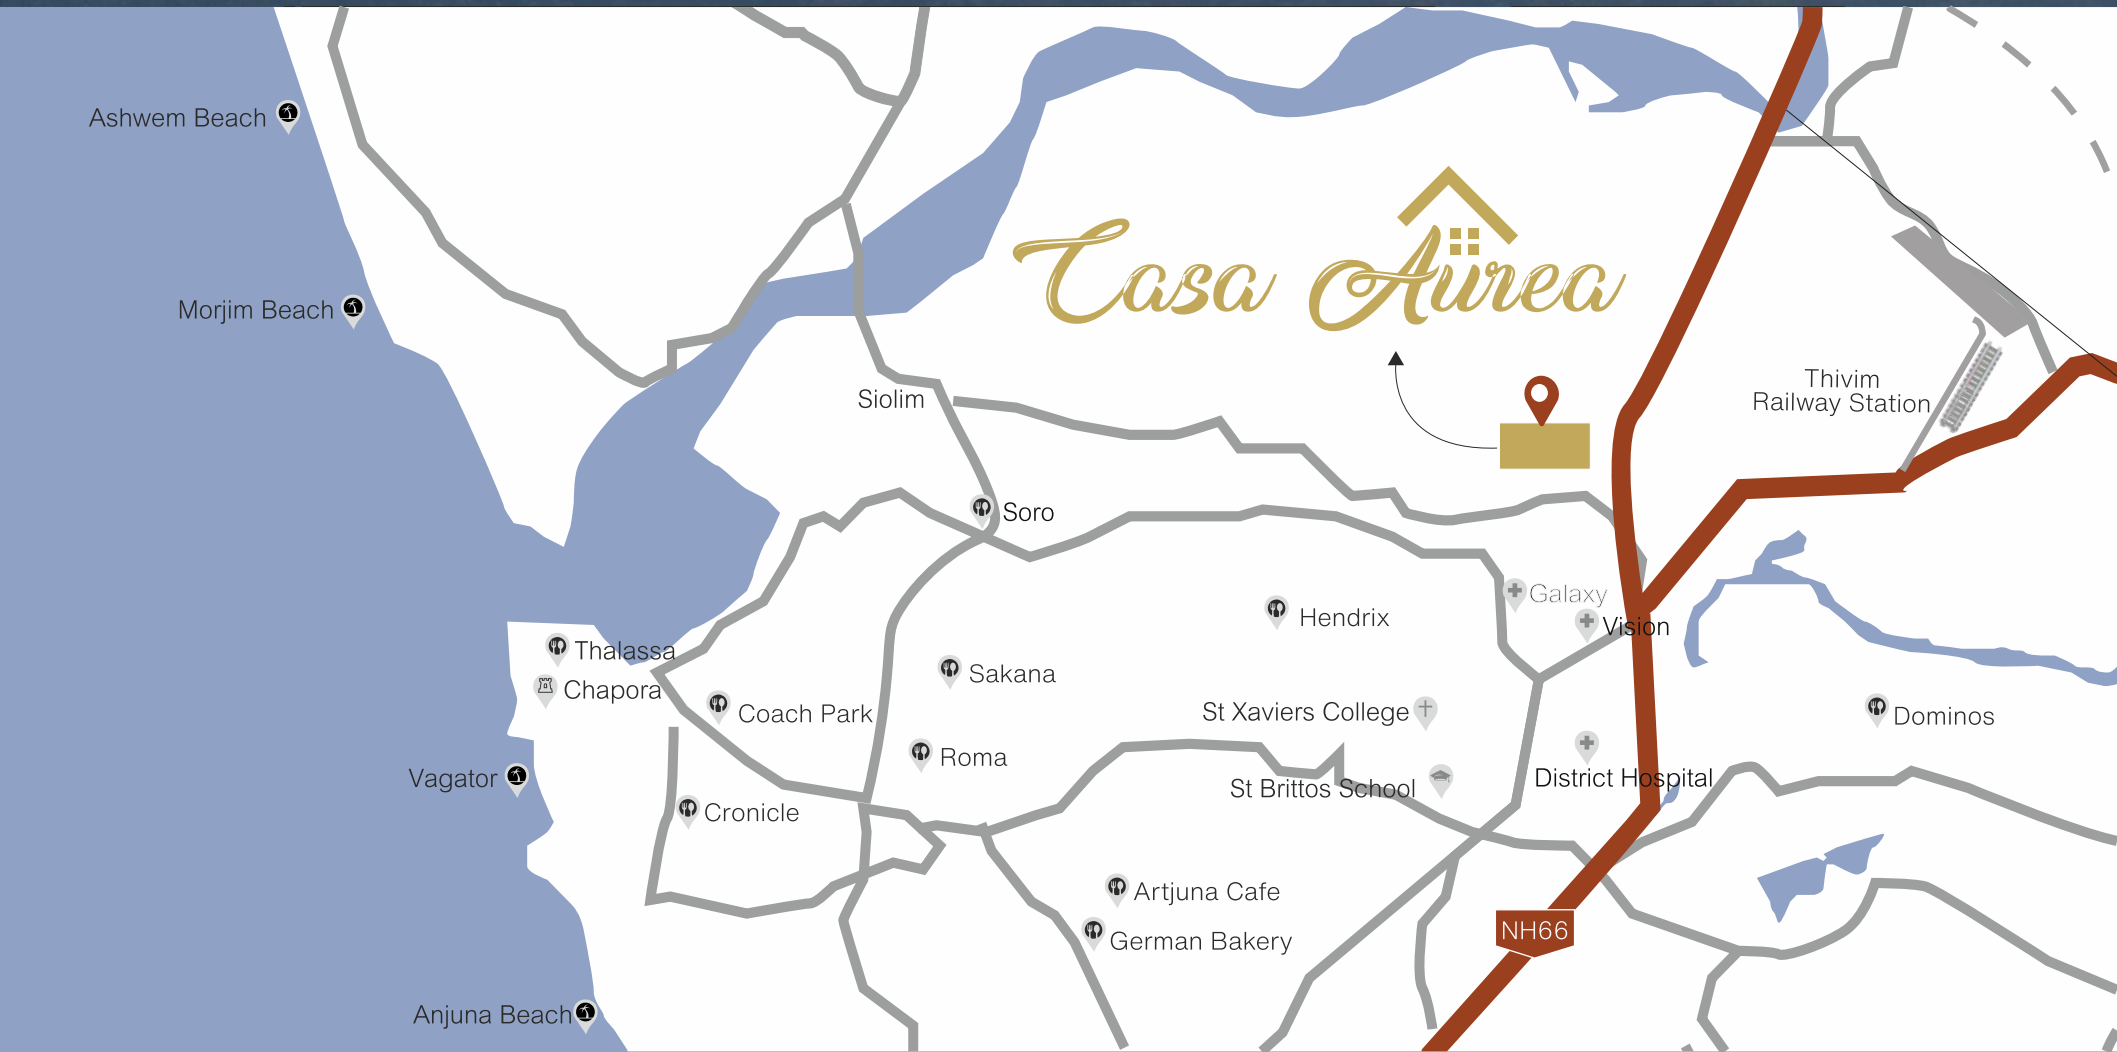 Ashwem Beach
Casa Aurea
Morjim Beach
Thivim
Railway Station
Siolim
Soro
Galaxy
Hendrix
Vision
Thalassa
Sakana
Chapora
Coach Park
St Xaviers College
Dominos
Roma
Vagator
District Hospital
St Brittos School
Cronicle
Artjuna Cafe
NH66
German Bakery
Anjuna Beach